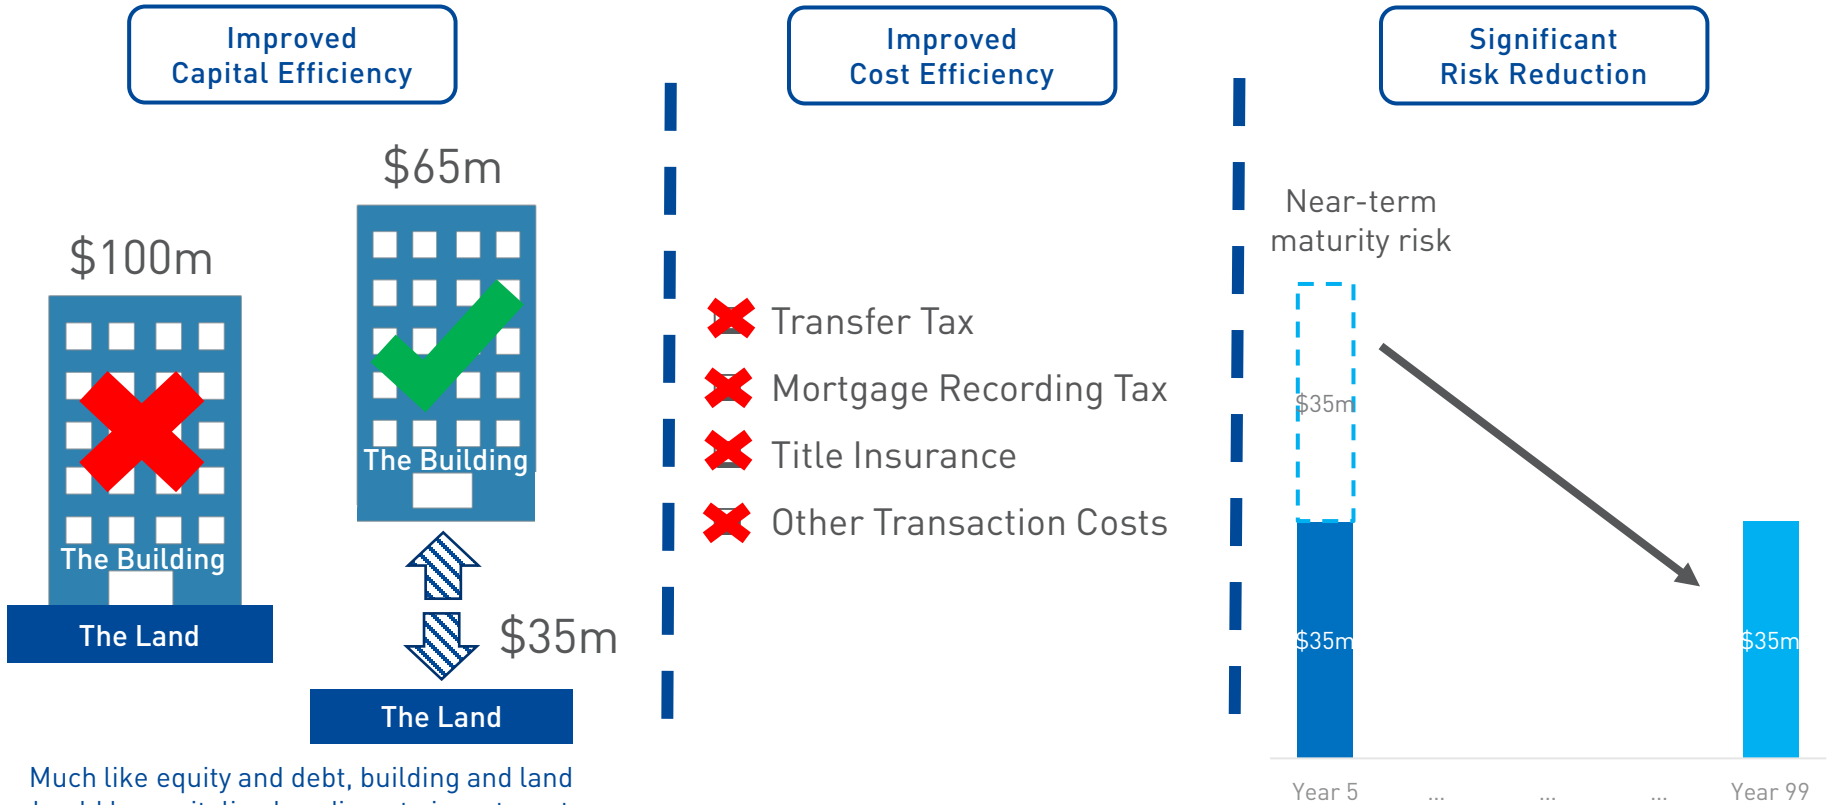 Improved
Capital Efficiency
$100m
The Building
The Land
$65m
The Building
$35m
The Land
Much like equity and debt, building and land
Improved
Cost Efficiency
Transfer Tax
Mortgage Recording Tax
Title Insurance
Other Transaction Costs
Significant
Risk Reduction
Near-term
maturity risk
$35m
$35m
$35m
Year 5
...
...
...
Year 99